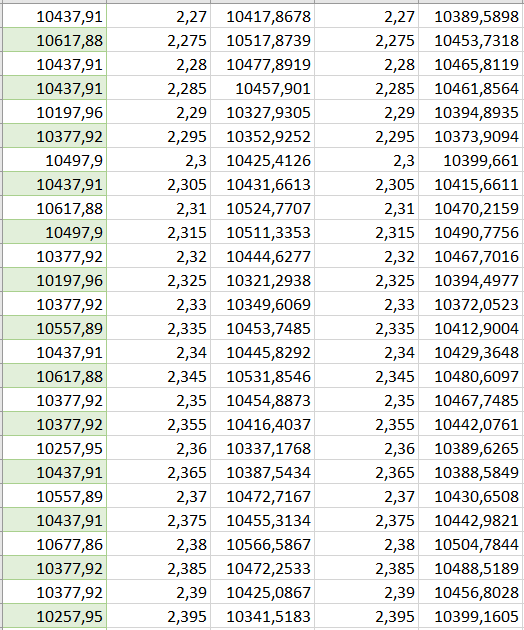 10437,91 2,27 10417,8678 2,27 10389,5898
10617,88 2,275 10517,8739 2,275 10453,7318
10437,91 2,28 10477,8919 2,28 10465,8119
10437,91 2,285 10457,901 2,285 10461,8564
10197,96 2,29 10327,9305 2,29 10394,8935
10377,92 2,295 10352,9252 2,295 10373,9094
10497,9 2,3 10425,4126 2,3 10399,661
10437,91 2,305 10431,6613 2,305 10415,6611
10617,88 2,31 10524,7707 2,31 10470,2159
10497,9 2,315 10511,3353 2,315 10490,7756
10377,92 2,32 10444,6277 2,32 10467,7016
10197,96 2,325 10321,2938 2,325 10394,4977
10377,92 2,33 10349,6069 2,33 10372,0523
10557,89 2,335 10453,7485 2,335 10412,9004
10437,91 2,34 10445,8292 2,34 10429,3648
10617,88 2,345 10531,8546 2,345 10480,6097
10377,92 2,35 10454,8873 2,35 10467,7485
10377,92 2,355 10416,4037 2,355 10442,0761
10257,95 2,36 10337,1768 2,36 10389,6265
10437,91 2,365 10387,5434 2,365 10388,5849
10557,89 2,37 10472,7167 2,37 10430,6508
10437,91 2,375 10455,3134 2,375 10442,9821
10677,86 2,38 10566,5867 2,38 10504,7844
10377,92 2,385 10472,2533 2,385 10488,5189
10377,92 2,39 10425,0867 2,39 10456,8028
10257,95 2,395 10341,5183 2,395 10399,1605